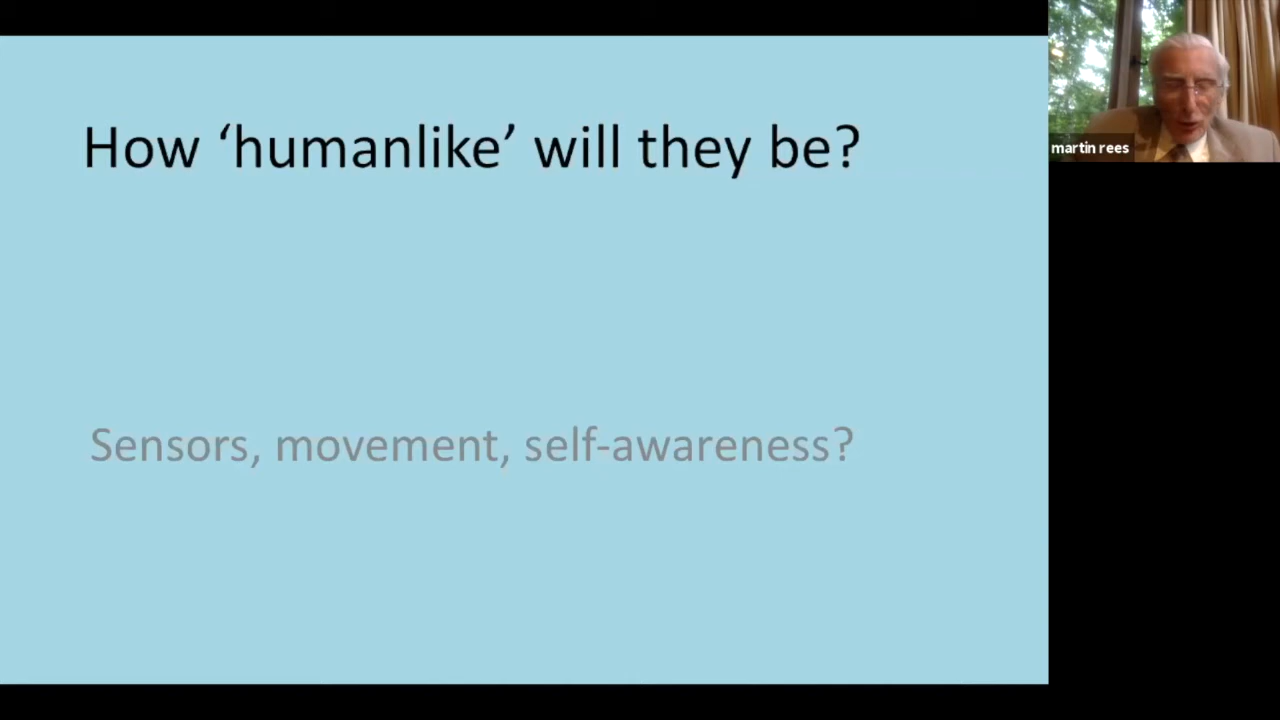 How ‘humanlike’ will they be?
martin rees
Sensors, movement, self-awareness?